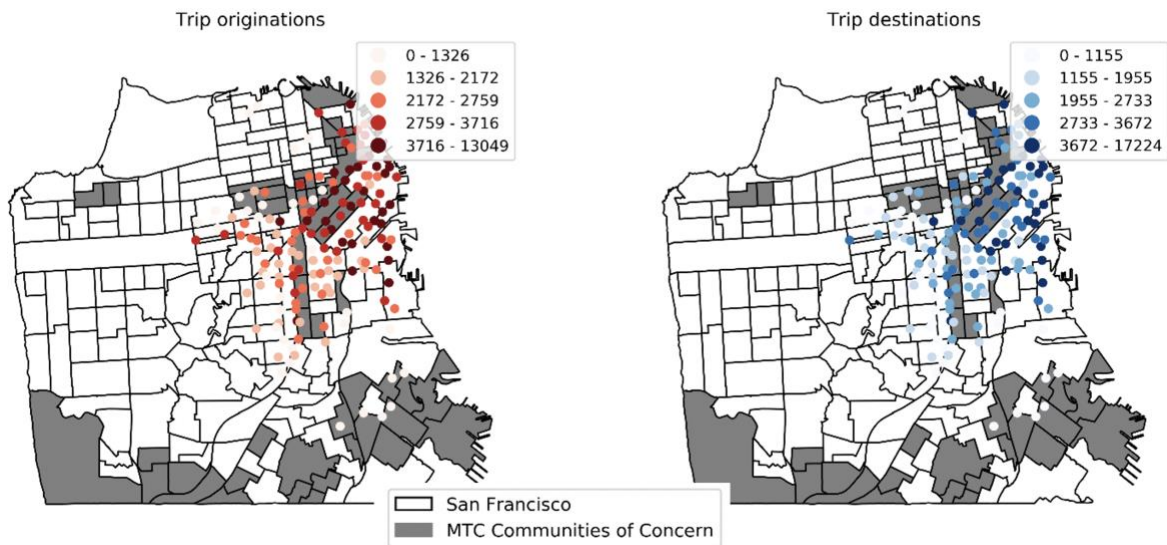 Trip originations
0 - 1326
1326 - 2172
2172 - 2759
2759 - 3716
3716 - 13049
Trip destinations
0 - 1155
1155 - 1955
1955 - 2733
2733 - 3672
3672 - 17224
San Francisco
MTC Communities of Concern